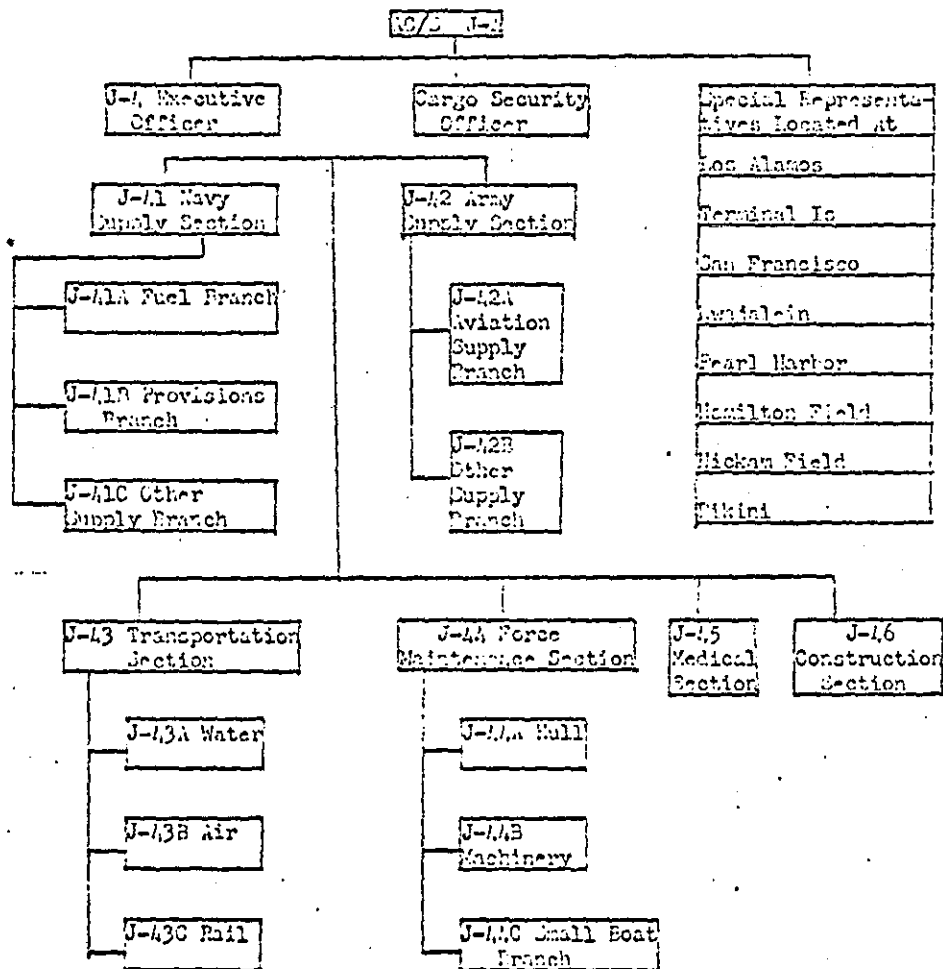 AC/S J-4
J-4 Executive
Officer
Cargo Security
Officer
Special Representa-
tives Located At
Los Alamos
Terminal Is
San Francisco
Kwajalein
Pearl Harbor
Hamilton Field
Hickam Field
Bikini
J-41 Navy
Supply Section
J-42 Army
Supply Section
J-41A Fuel Branch
J-41B Provisions
Branch
J-41C Other
Supply Branch
J-42A
Aviation
Supply
Branch
J-42B
Other
Supply
Branch
J-43 Transportation
Section
J-44 Force
Maintenance Section
J-45
Medical
Section
J-46
Construction
Section
J-43A Water
J-43B Air
J-43C Rail
J-44A Hull
J-44B
Machinery
J-44C Small Boat
Branch